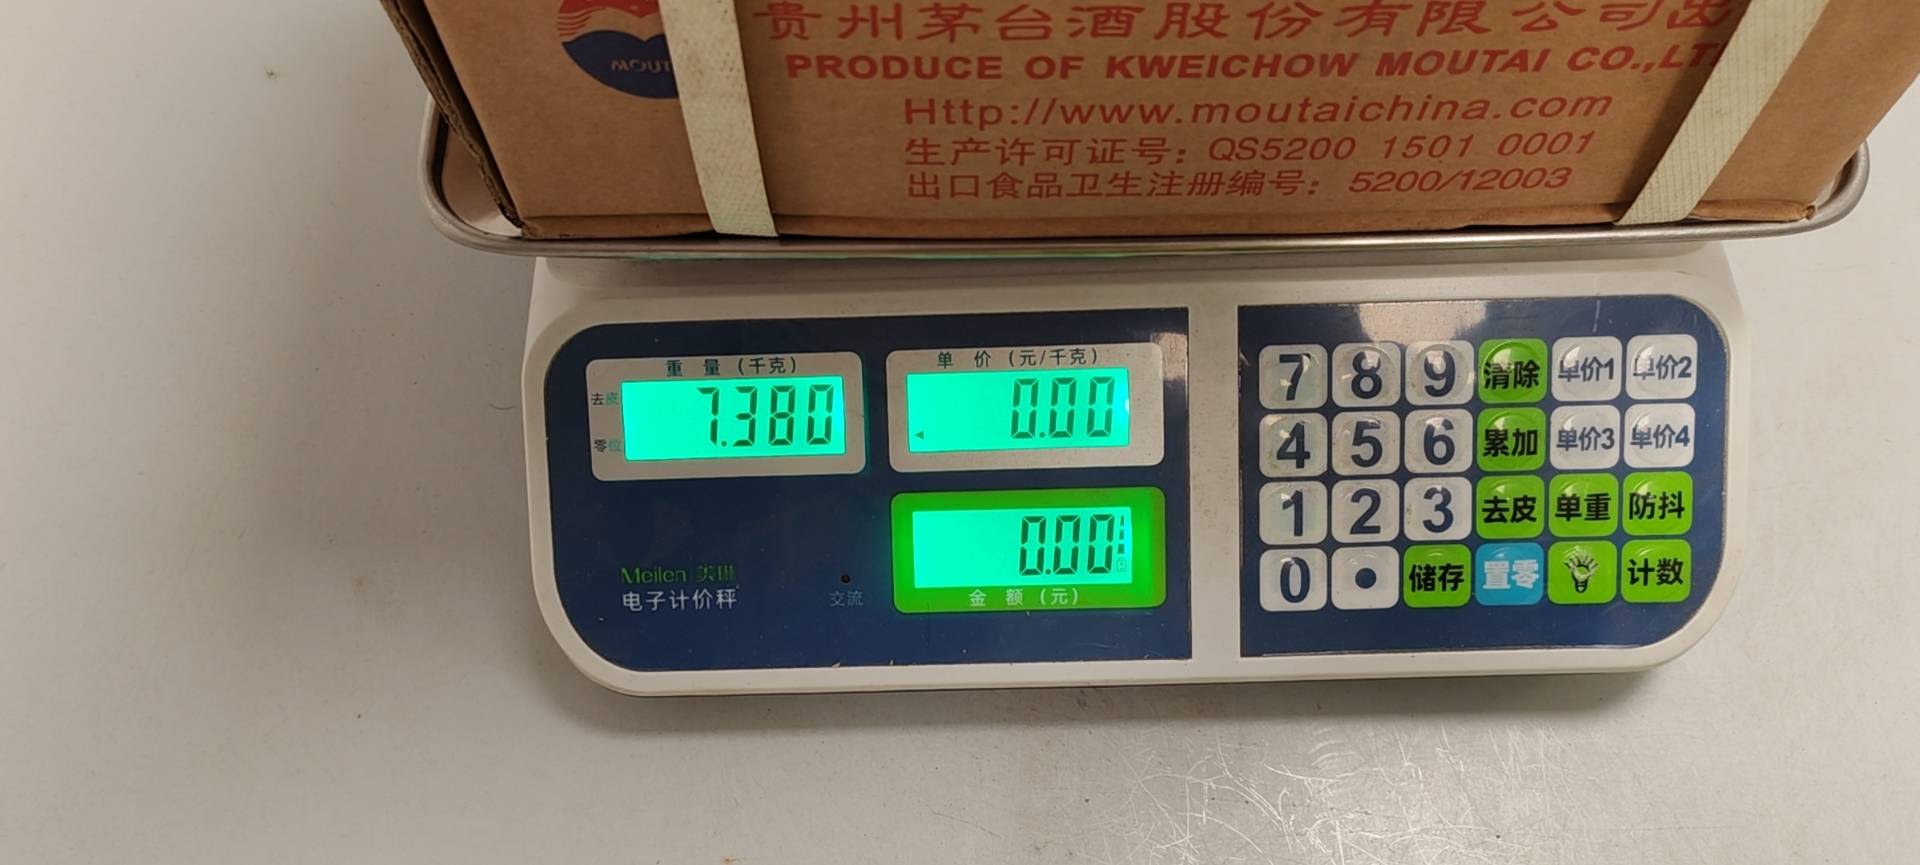 贵州茅台酒股份有限公司出
MOUT
PRODUCE OF KWEICHOW MOUTAI CO.,LT
Http://www.moutaichina.com
生产许可证号: QS5200 1501 0001
出口食品卫生注册编号: 5200/12003
重 量 (千克)
单 价 (元/千克)
去皮
7.380
0.00
零位
0.00
金 额 (元)
Meilen 美琳
电子计价秤
交流
7 8 9 清除 单价1 单价2
4 5 6 累加 单价3 单价4
1 2 3 去皮 单重 防抖
0 . 储存 置零 计数